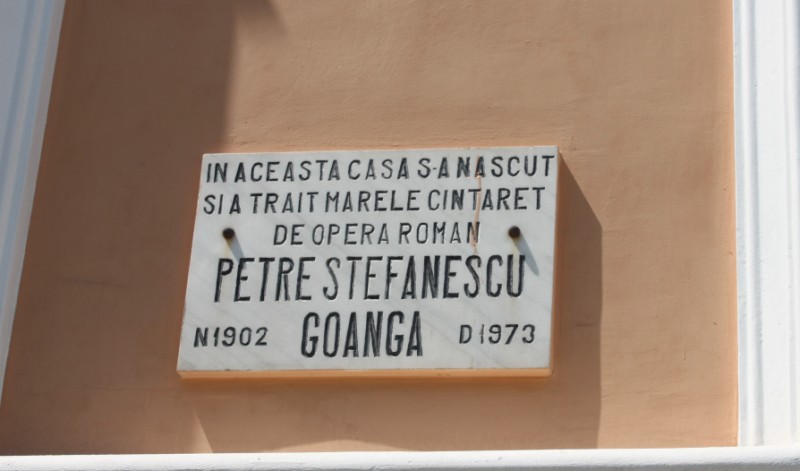 IN ACEASTA CASA S-A NASCUT
SI A TRAIT MARELE CINTARET
DE OPERA ROMAN
PETRE STEFANESCU
N1902 GOANGA D1973